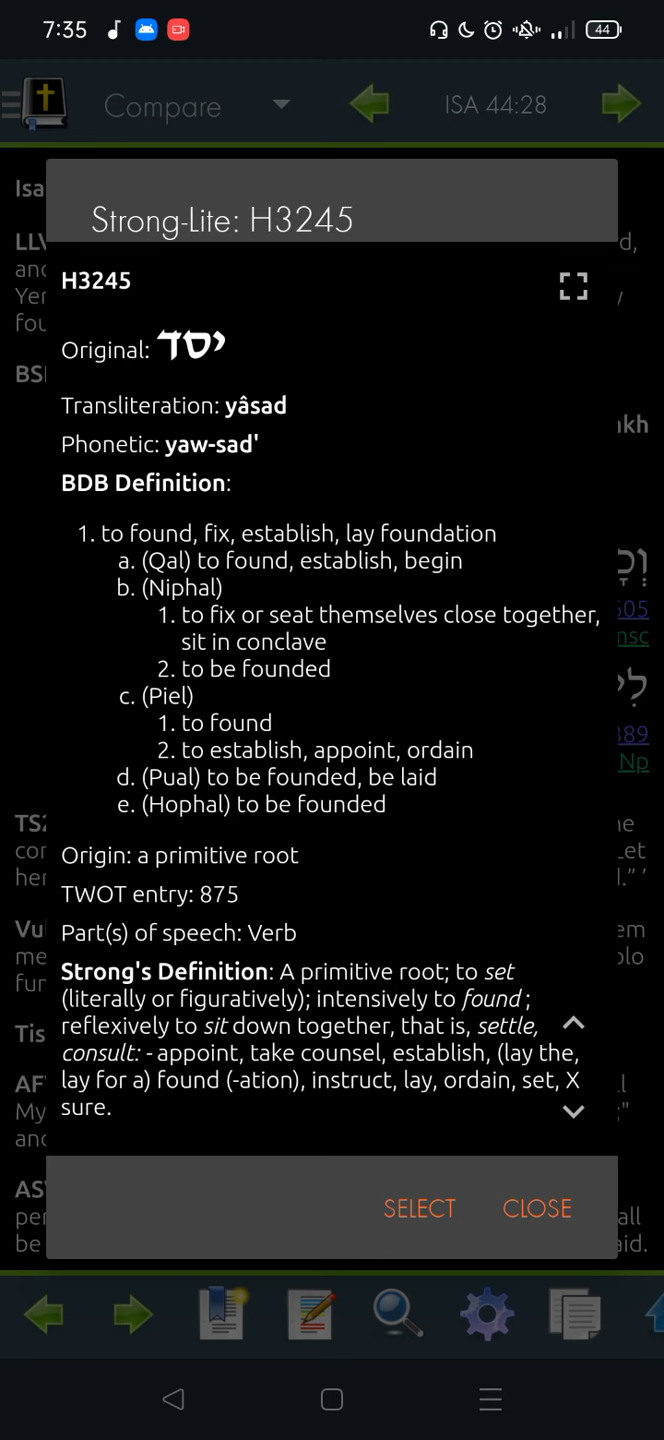 7:35
44
Compare
ISA 44:28
Isa
Strong-Lite: H3245
d,
H3245
Original: יסד
Transliteration: yâsad
Phonetic: yaw-sad'
BDB Definition:
1. to found, fix, establish, lay foundation
a. (Qal) to found, establish, begin
b. (Niphal)
1. to fix or seat themselves close together,
sit in conclave
2. to be founded
c. (Piel)
1. to found
2. to establish, appoint, ordain
d. (Pual) to be founded, be laid
e. (Hophal) to be founded
Origin: a primitive root
TWOT entry: 875
Part(s) of speech: Verb
Strong's Definition: A primitive root; to set
(literally or figuratively); intensively to found ;
reflexively to sit down together, that is, settle,
consult: - appoint, take counsel, establish, (lay the,
lay for a) found (-ation), instruct, lay, ordain, set, X
sure.
SELECT CLOSE
be
aid.